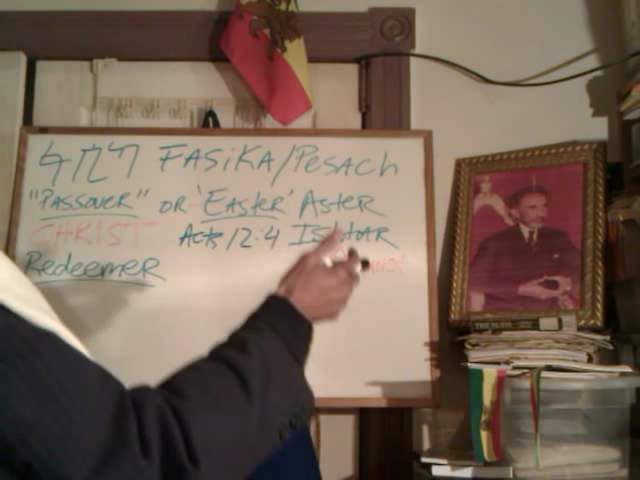 ፋሲካ FASiKA/PESACH
"PASSOVER" OR 'EASTER' ASTER
CHRIST Acts 12:4 ISHTAR
Redeemer